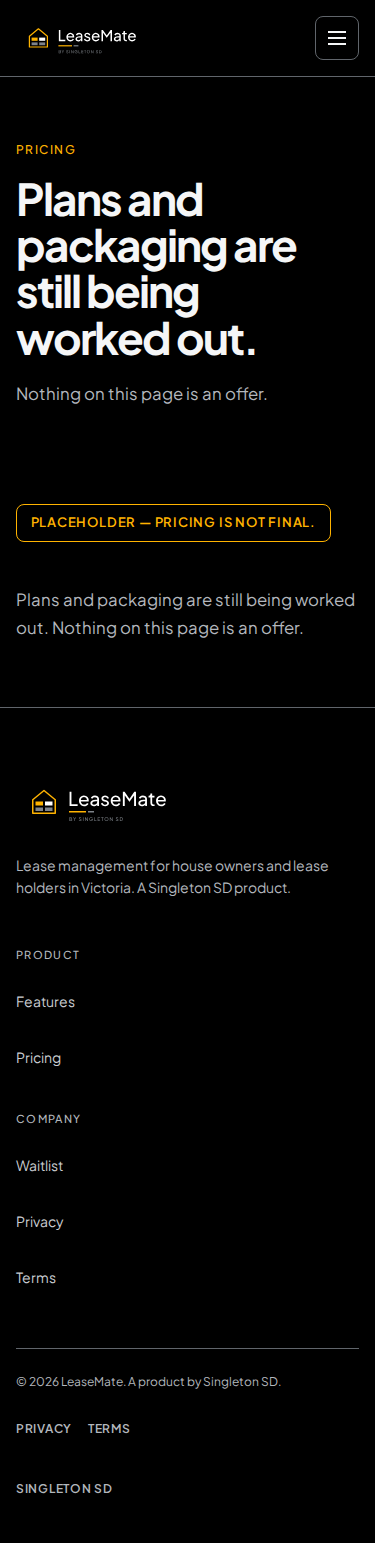 LeaseMate
BY SINGLETON SD
PRICING
Plans and
packaging are
still being
worked out.
Nothing on this page is an offer.
PLACEHOLDER — PRICING IS NOT FINAL.
Plans and packaging are still being worked
out. Nothing on this page is an offer.
LeaseMate
BY SINGLETON SD
Lease management for house owners and lease
holders in Victoria. A Singleton SD product.
PRODUCT
Features
Pricing
COMPANY
Waitlist
Privacy
Terms
© 2026 LeaseMate. A product by Singleton SD.
PRIVACY TERMS
SINGLETON SD